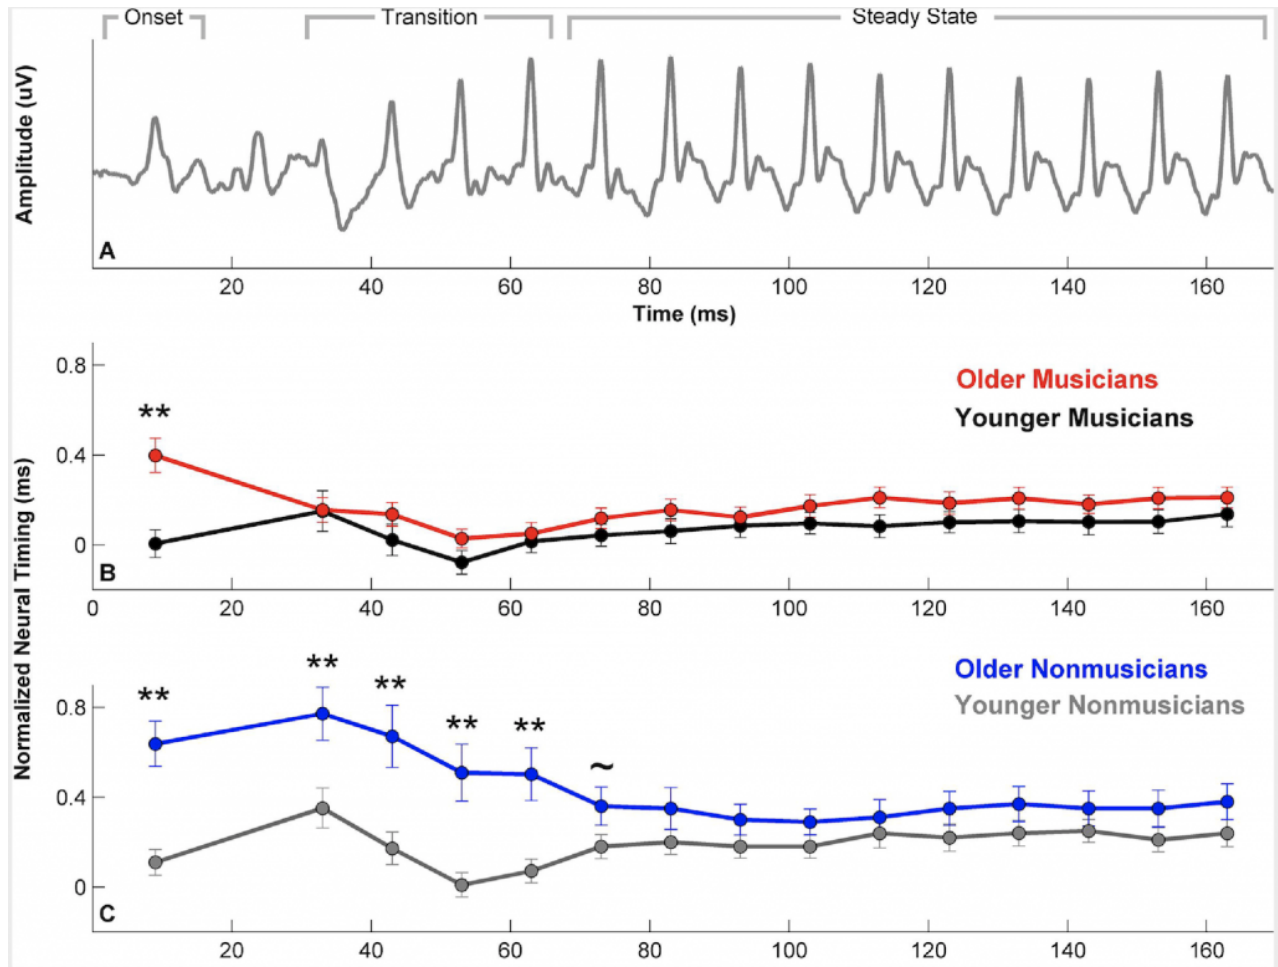 Onset Transition Steady State
Amplitude (uV)
A
20 40 60 80 100 120 140 160
Time (ms)
Normalized Neural Timing (ms)
0.8
Older Musicians
Younger Musicians
**
0.4
0
B
0 20 40 60 80 100 120 140 160
Older Nonmusicians
Younger Nonmusicians
** ** ** ** ** ~
0.8
0.4
0
C
20 40 60 80 100 120 140 160